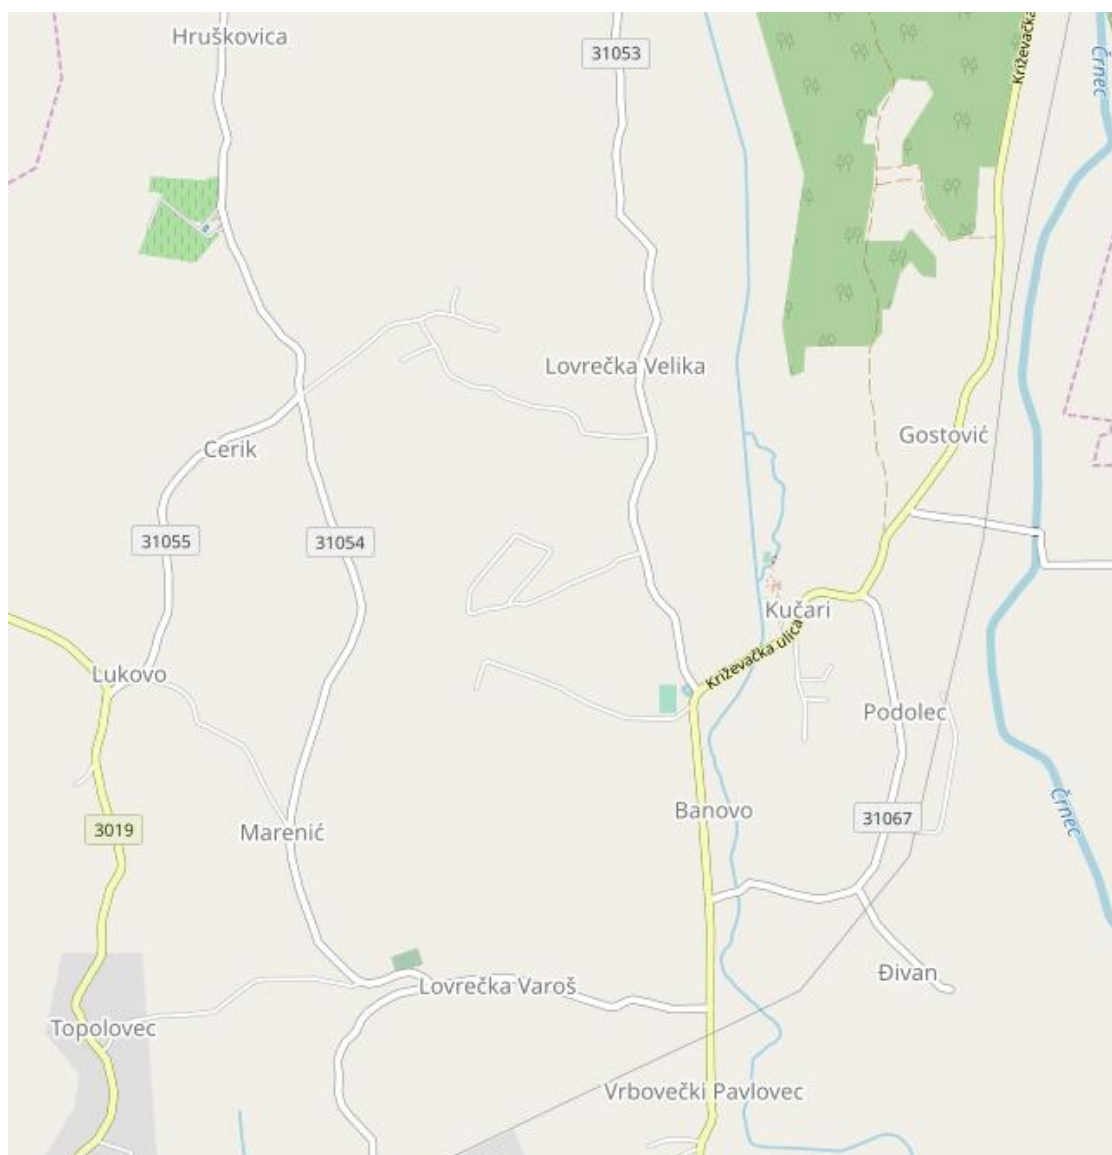 Hruškovica
31053
Križevačka
Črnec
Lovrečka Velika
Gostović
Cerik
31055
31054
Kučari
Križevačka ulica
Lukovo
Podolec
Banovo
31067
3019
Marenić
Črnec
Đivan
Lovrečka Varoš
Topolovec
Vrbovečki Pavlovec